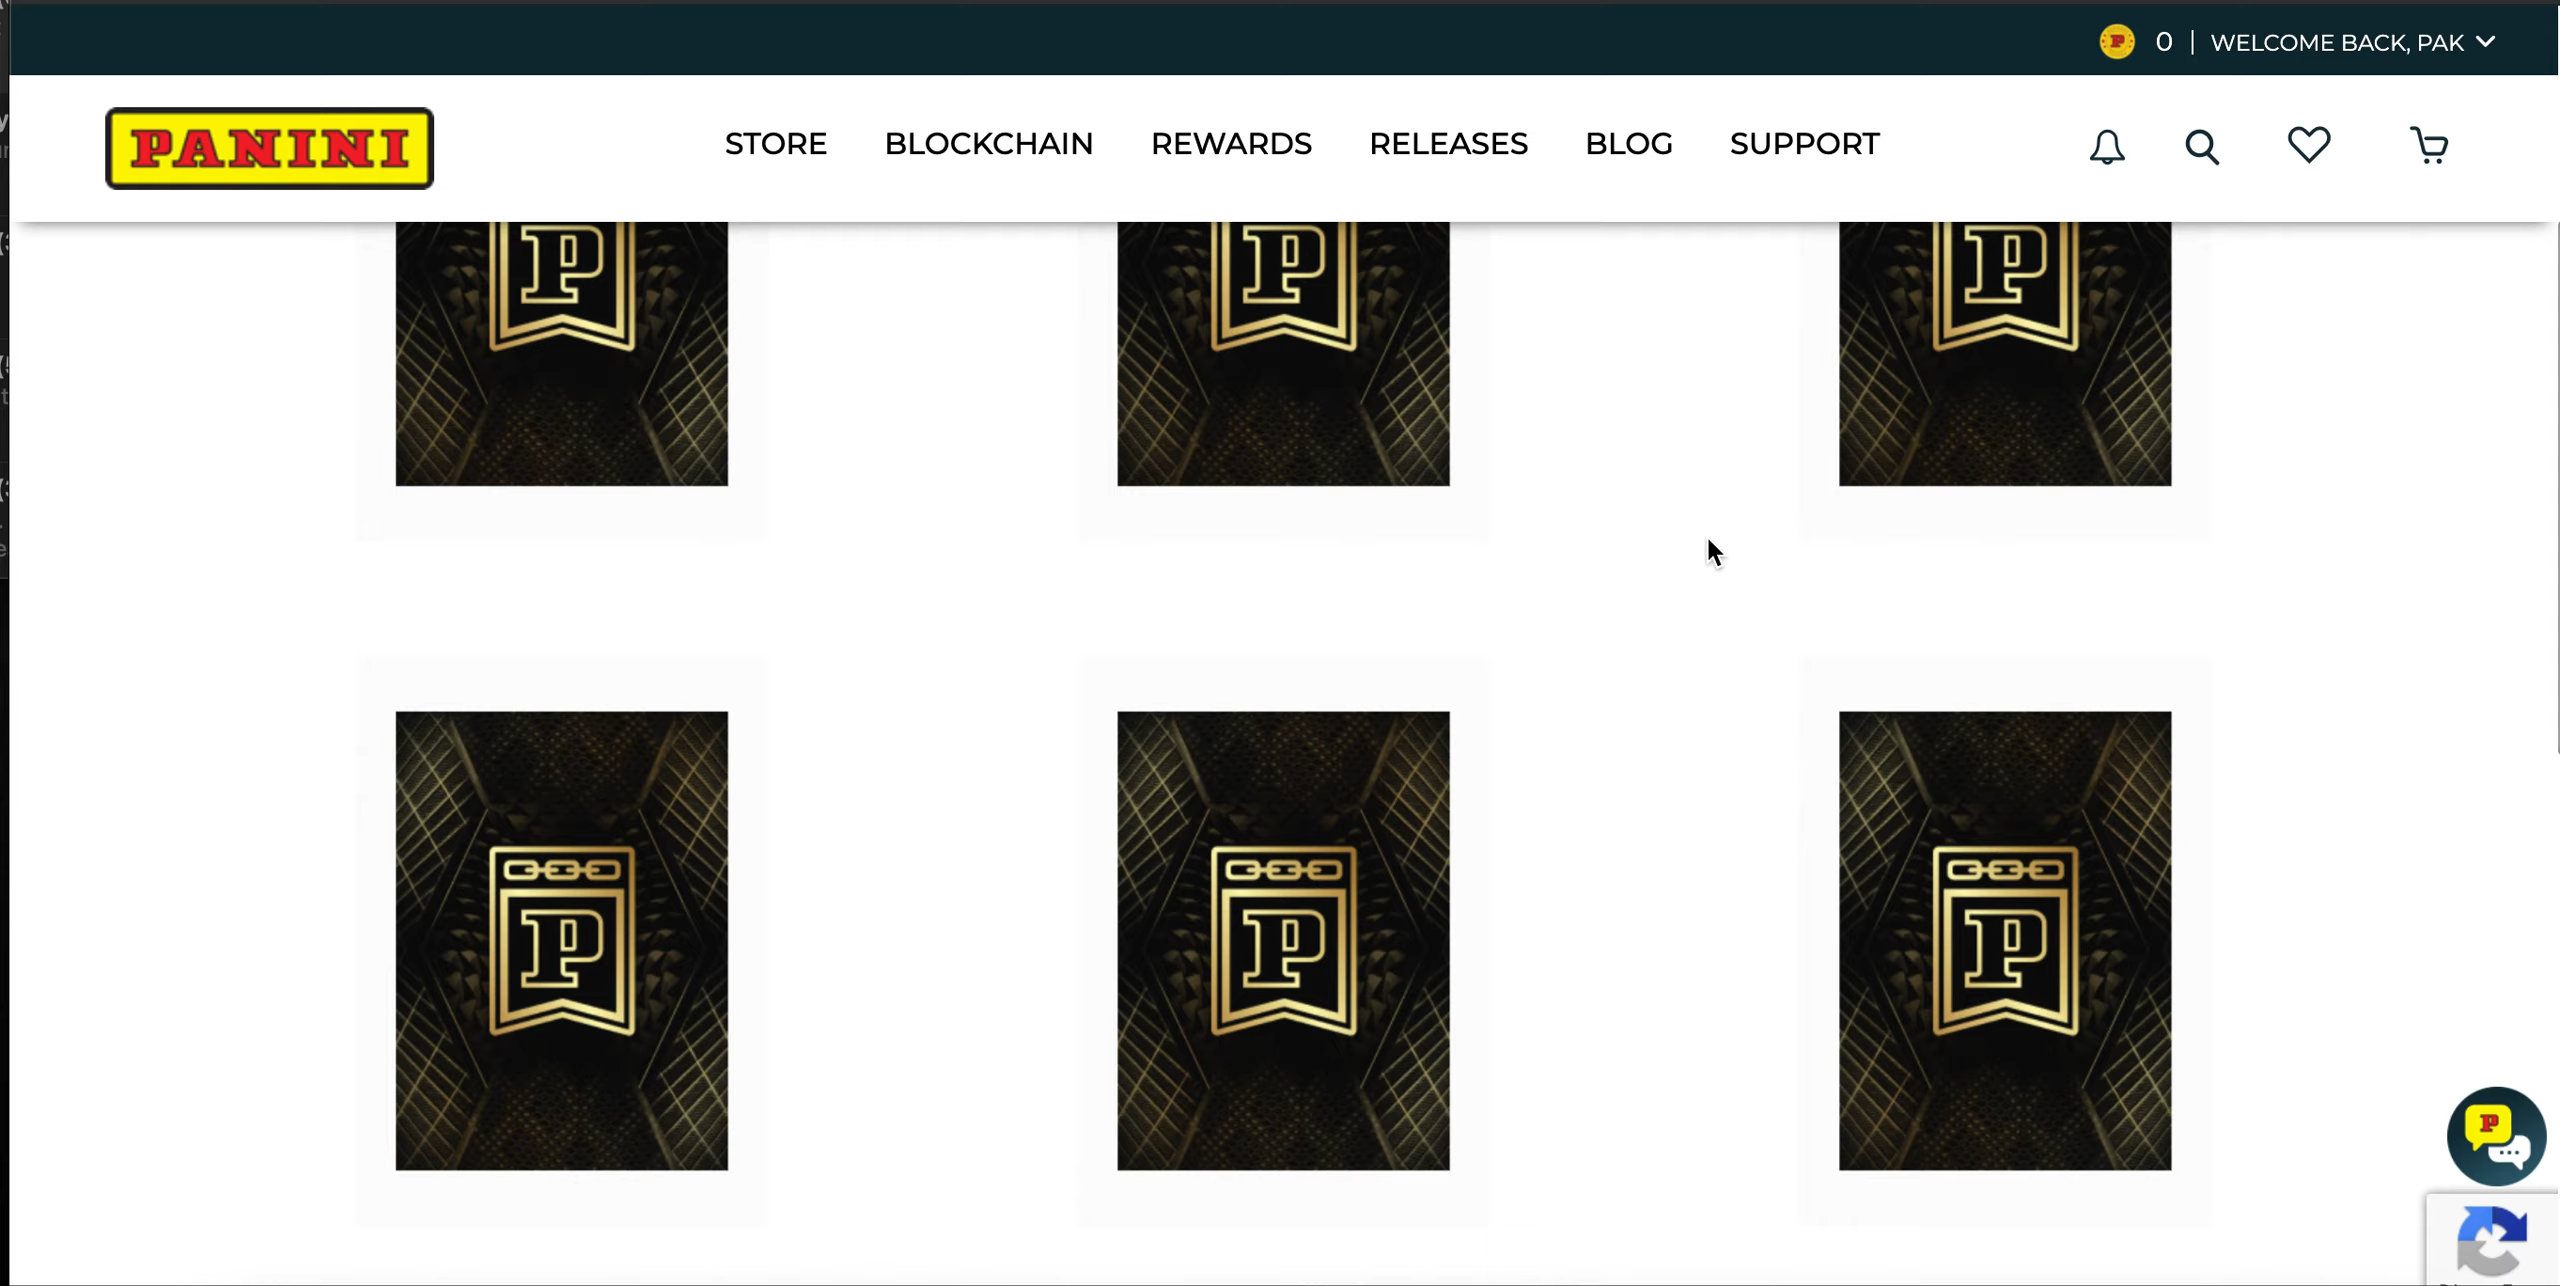 0 | WELCOME BACK, PAK
PANINI
STORE BLOCKCHAIN REWARDS RELEASES BLOG SUPPORT
P P P
P P P
P